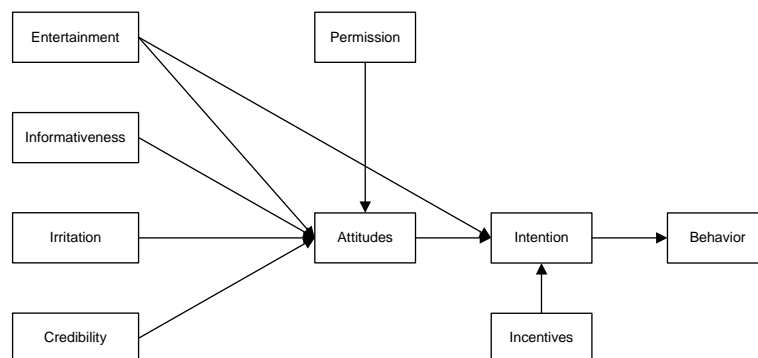 Entertainment
Permission
Informativeness
Irritation
Attitudes
Intention
Behavior
Credibility
Incentives